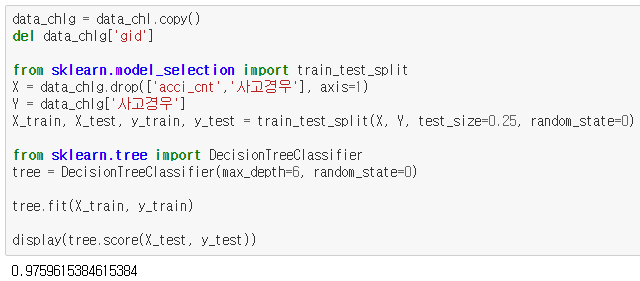 data_chlg = data_chl.copy()
del data_chlg['gid']
from sklearn.model_selection import train_test_split
X = data_chlg.drop(['acci_cnt','사고경우'], axis=1)
Y = data_chlg['사고경우']
X_train, X_test, y_train, y_test = train_test_split(X, Y, test_size=0.25, random_state=0)
from sklearn.tree import DecisionTreeClassifier
tree = DecisionTreeClassifier(max_depth=6, random_state=0)
tree.fit(X_train, y_train)
display(tree.score(X_test, y_test))
0.9759615384615384